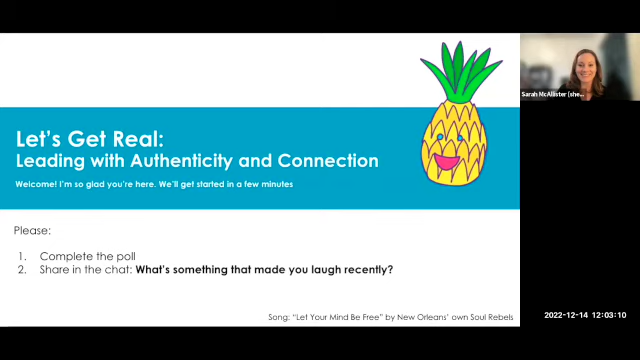 Let's Get Real:
Leading with Authenticity and Connection
Welcome! I'm so glad you're here. We'll get started in a few minutes
Please:
1. Complete the poll
2. Share in the chat: What's something that made you laugh recently?
Song: "Let Your Mind Be Free" by New Orleans' own Soul Rebels
Sarah McAllister (she...
2022-12-14 12:03:10